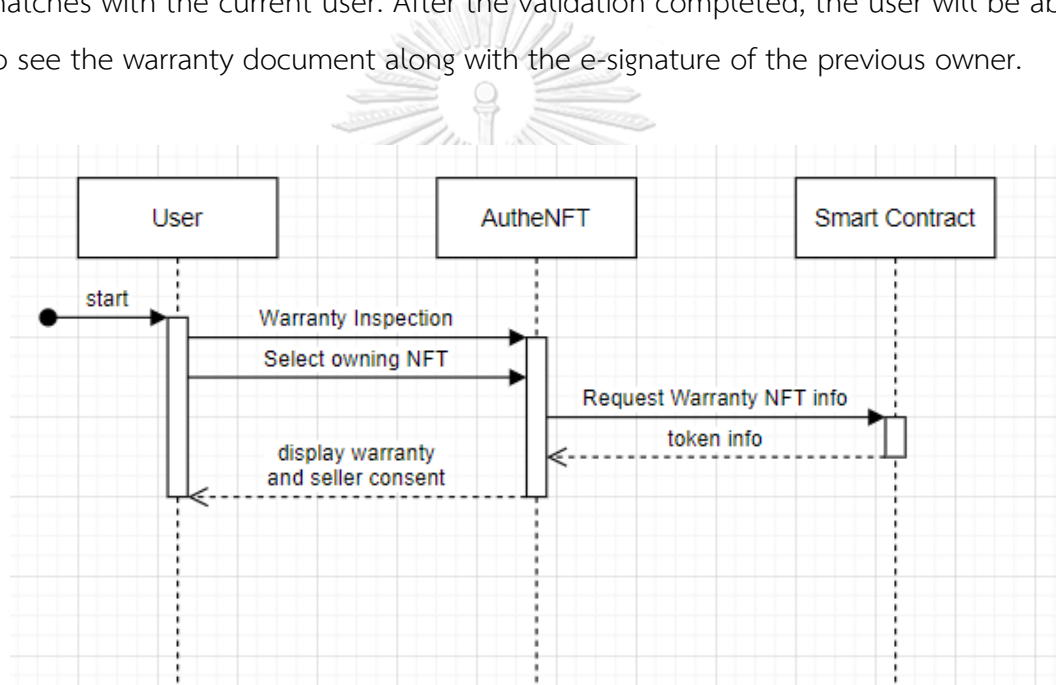 matches with the current user. After the validation completed, the user will be
to see the warranty document along with the e-signature of the previous owner.
User
AutheNFT
Smart Contract
start
Warranty Inspection
Select owning NFT
Request Warranty NFT info
token info
display warranty
and seller consent